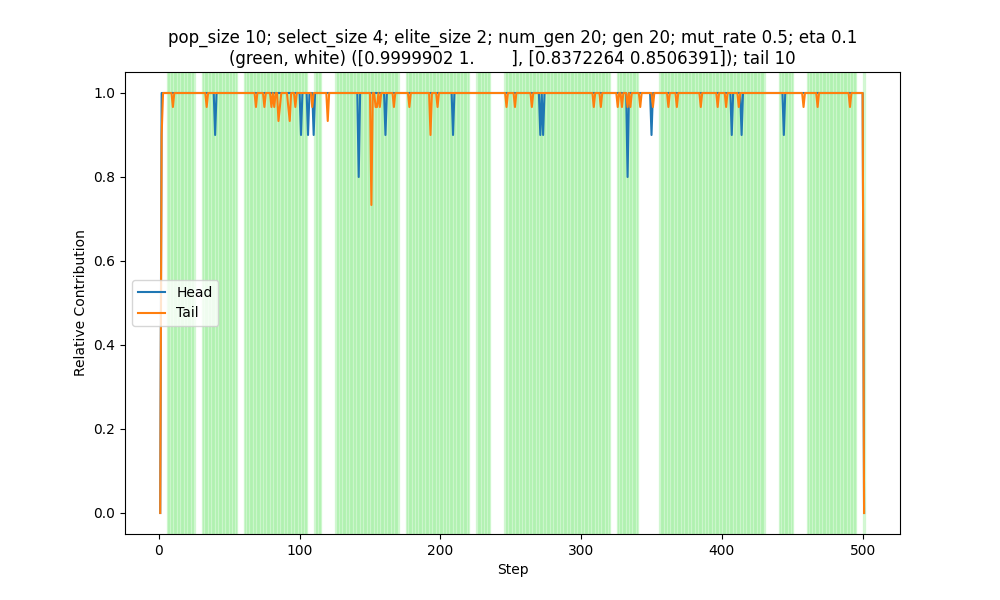 pop_size 10; select_size 4; elite_size 2; num_gen 20; gen 20; mut_rate 0.5; eta 0.1
(green, white) ([0.9999902 1.       ], [0.8372264 0.8506391]); tail 10
1.0
0.8
0.6
0.4
0.2
0.0
Relative Contribution
Head
Tail
0
100
200
300
400
500
Step